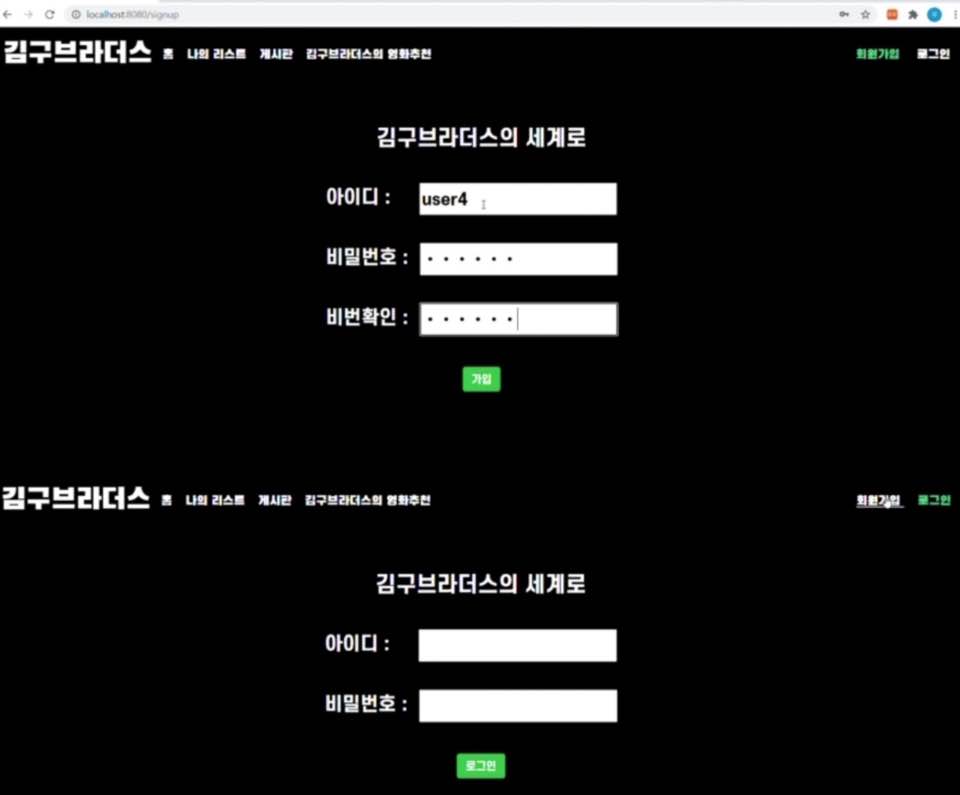 localhost:8080/signup
김구브라더스 홈 나의 리스트 게시판 김구브라더스의 영화추천 회원가입 로그인
김구브라더스의 세계로
아이디 : user4
비밀번호 : ••••••
비번확인 : ••••••
가입
김구브라더스 홈 나의 리스트 게시판 김구브라더스의 영화추천 회원가입 로그인
김구브라더스의 세계로
아이디 :
비밀번호 :
로그인